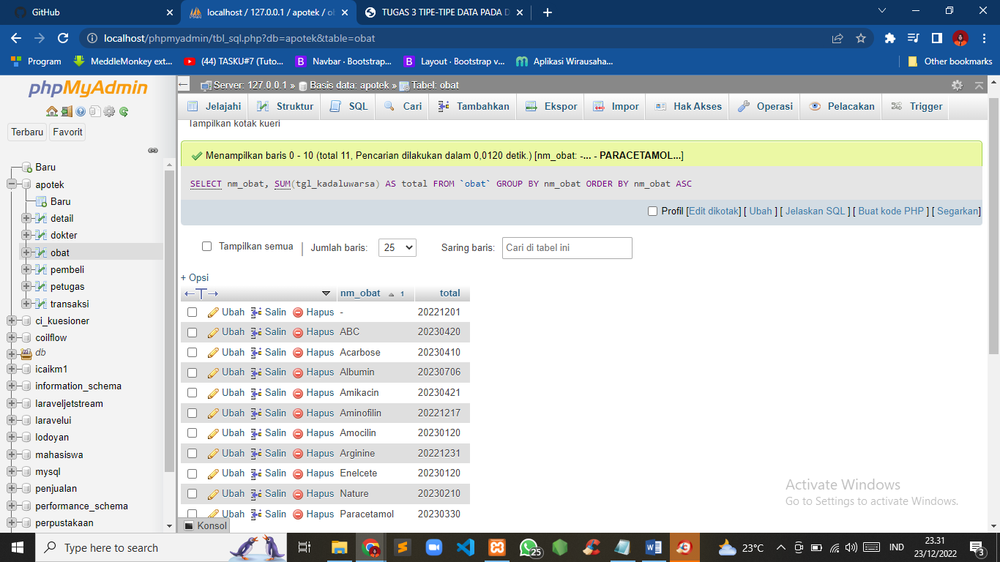 GitHub
localhost / 127.0.0.1 / apotek / ob
TUGAS 3 TIPE-TIPE DATA PADA D
localhost/phpmyadmin/tbl_sql.php?db=apotek&table=obat
Program
MeddleMonkey ext...
(44) TASKU#7 (Tuto...
Navbar · Bootstrap...
Layout · Bootstrap v...
Aplikasi Wirausaha...
Other bookmarks
phpMyAdmin
Terbaru
Favorit
Baru
apotek
Baru
detail
dokter
obat
pembeli
petugas
transaksi
ci_kuesioner
coilflow
db
icaikm1
information_schema
laraveljetstream
laravelui
lodoyan
mahasiswa
mysql
penjualan
performance_schema
perpustakaan
Server: 127.0.0.1 » Basis data: apotek » Tabel: obat
Jelajahi
Struktur
SQL
Cari
Tambahkan
Ekspor
Impor
Hak Akses
Operasi
Pelacakan
Trigger
Tampilkan kotak kueri
Menampilkan baris 0 - 10 (total 11, Pencarian dilakukan dalam 0,0120 detik.) [nm_obat: -... - PARACETAMOL...]
SELECT nm_obat, SUM(tgl_kadaluwarsa) AS total FROM `obat` GROUP BY nm_obat ORDER BY nm_obat ASC
Profil [Edit dikotak] [ Ubah ] [ Jelaskan SQL ] [ Buat kode PHP ] [ Segarkan]
Tampilkan semua | Jumlah baris: 25 Saring baris: Cari di tabel ini
+ Opsi
←T→ nm_obat 1 total
Ubah Salin Hapus - 20221201
Ubah Salin Hapus ABC 20230420
Ubah Salin Hapus Acarbose 20230410
Ubah Salin Hapus Albumin 20230706
Ubah Salin Hapus Amikacin 20230421
Ubah Salin Hapus Aminofilin 20221217
Ubah Salin Hapus Amocilin 20230120
Ubah Salin Hapus Arginine 20221231
Ubah Salin Hapus Enelcete 20230120
Ubah Salin Hapus Nature 20230210
Ubah Salin Hapus Paracetamol 20230330
Konsol
Activate Windows
Go to Settings to activate Windows.
Type here to search
25
23°C
IND
23.31
23/12/2022
3